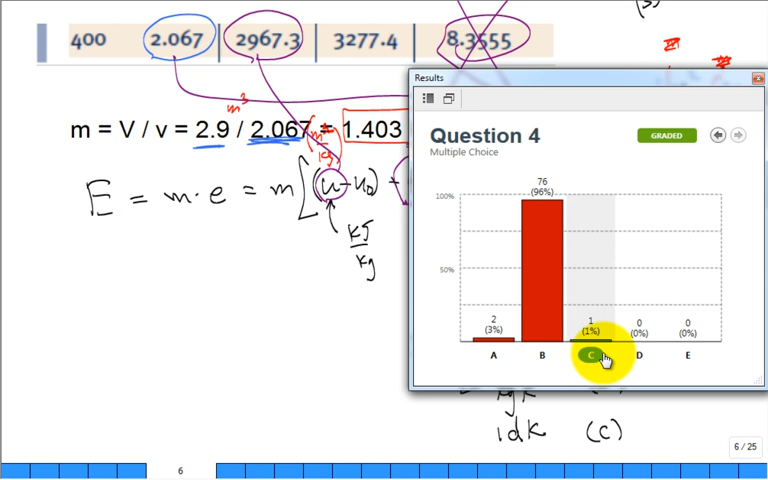 (3)
400 2.067 2967.3 3277.4 8.3555
m³
m = V / v = 2.9 / 2.067 = 1.403
E = m · e = m [(u-u₀) +
kJ
kg
Results
Question 4
GRADED
Multiple Choice
100%
50%
76
(96%)
2
(3%)
1
(1%)
0
(0%)
0
(0%)
A B C D E
idk (C)
6 / 25
6